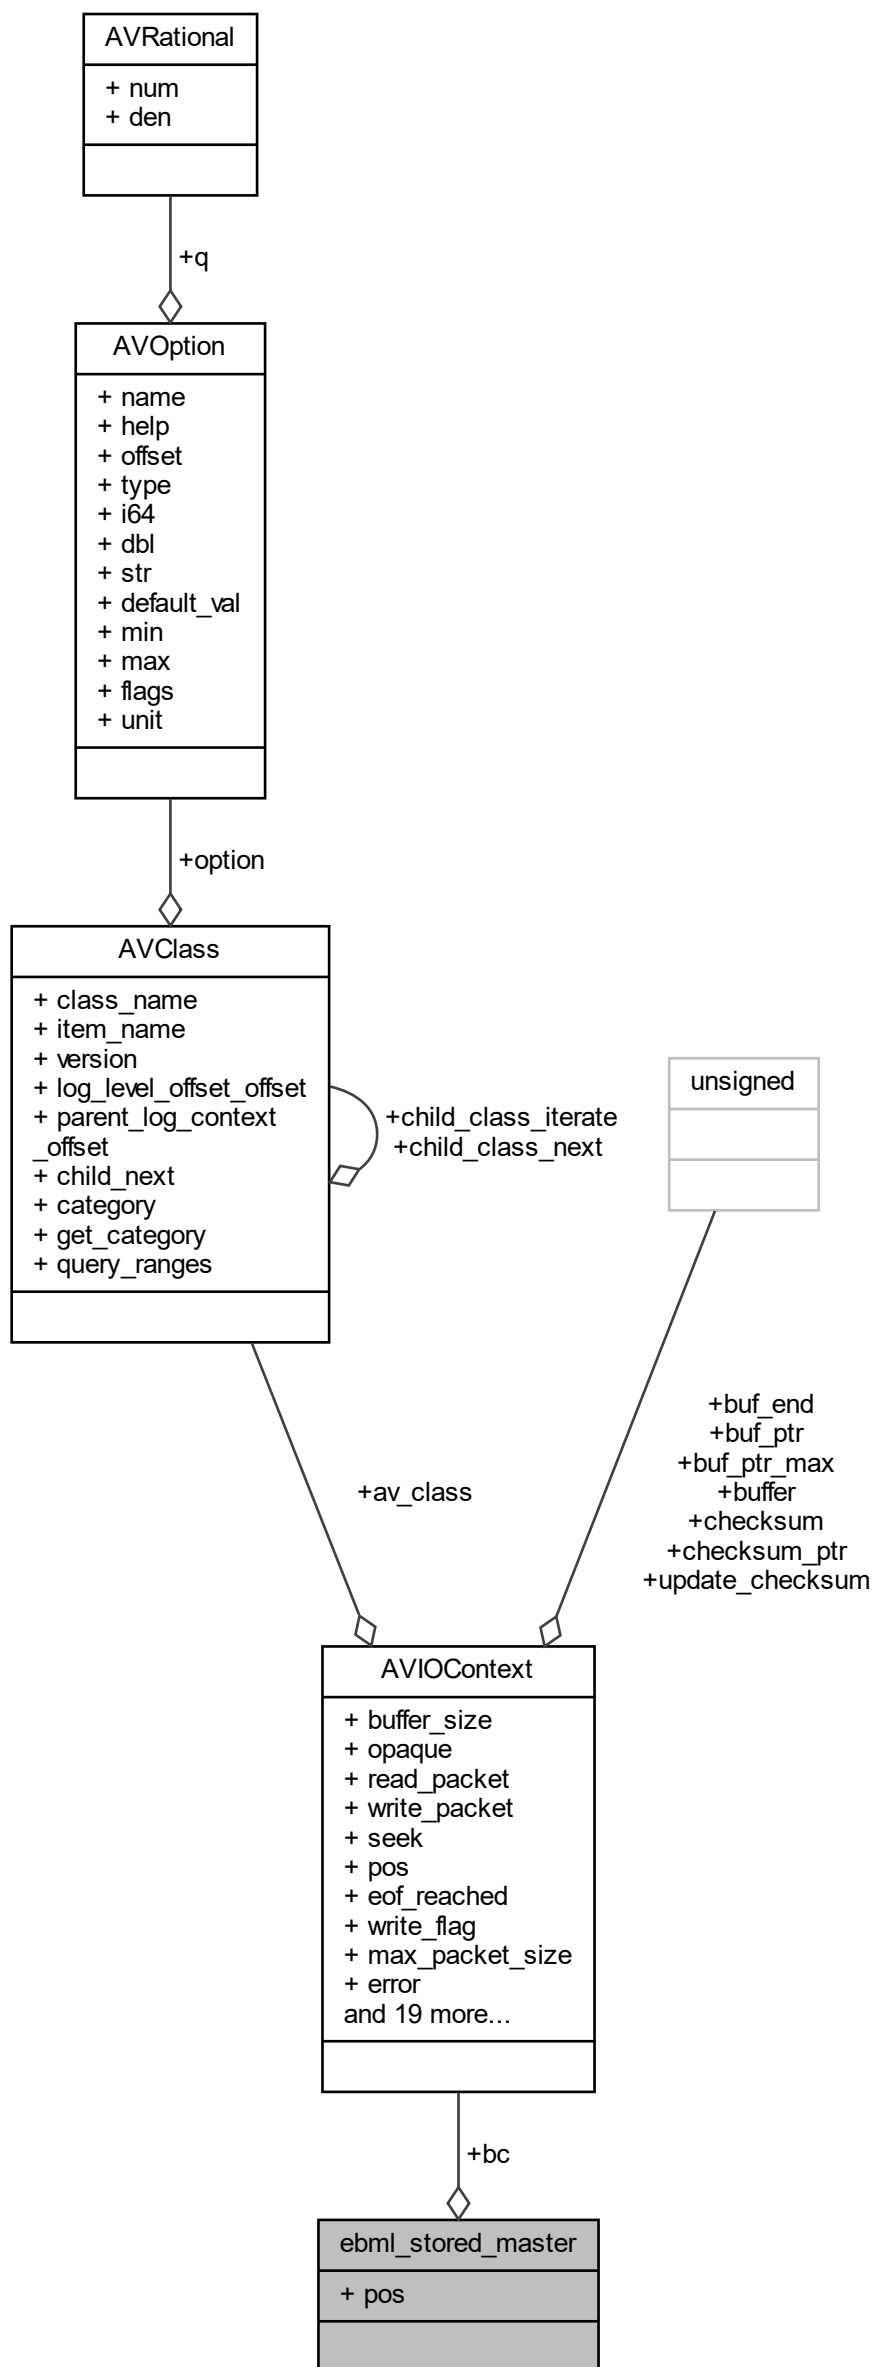 AVRational
+ num
+ den
+q
AVOption
+ name
+ help
+ offset
+ type
+ i64
+ dbl
+ str
+ default_val
+ min
+ max
+ flags
+ unit
+option
AVClass
+ class_name
+ item_name
+ version
+ log_level_offset_offset
+ parent_log_context
_offset
+ child_next
+ category
+ get_category
+ query_ranges
+child_class_iterate
+child_class_next
unsigned
+av_class
+buf_end
+buf_ptr
+buf_ptr_max
+buffer
+checksum
+checksum_ptr
+update_checksum
AVIOContext
+ buffer_size
+ opaque
+ read_packet
+ write_packet
+ seek
+ pos
+ eof_reached
+ write_flag
+ max_packet_size
+ error
and 19 more...
+bc
ebml_stored_master
+ pos